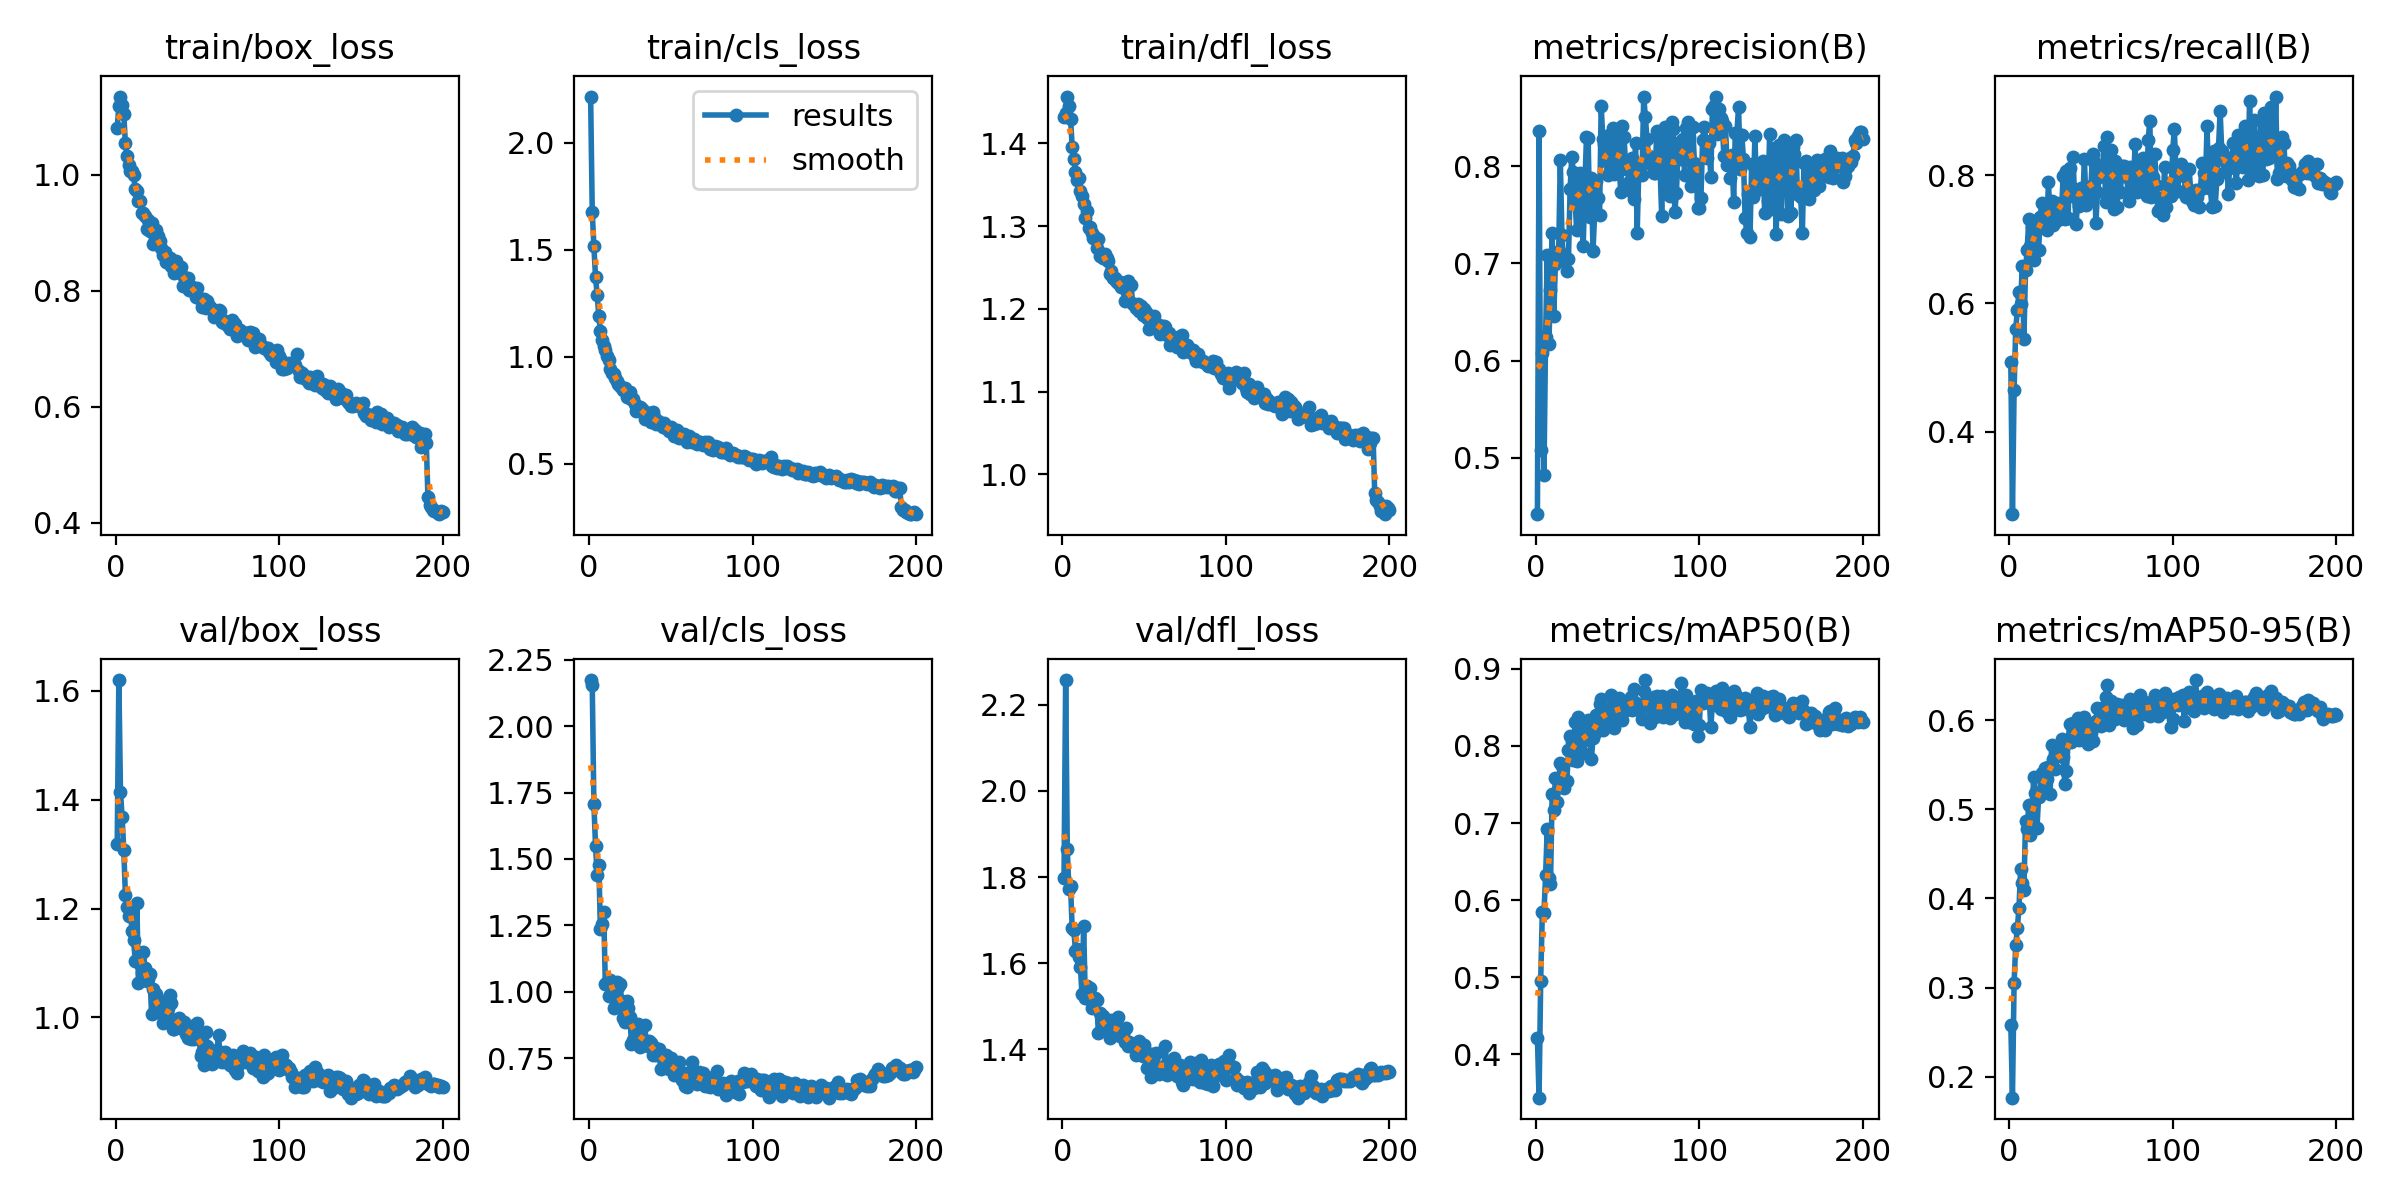 train/box_loss
train/cls_loss
train/dfl_loss
metrics/precision(B)
metrics/recall(B)
results
smooth
1.0
0.8
0.6
0.4
0 100 200
2.0
1.5
1.0
0.5
0 100 200
1.4
1.3
1.2
1.1
1.0
0 100 200
0.8
0.7
0.6
0.5
0 100 200
0.8
0.6
0.4
0 100 200
val/box_loss
val/cls_loss
val/dfl_loss
metrics/mAP50(B)
metrics/mAP50-95(B)
1.6
1.4
1.2
1.0
0 100 200
2.25
2.00
1.75
1.50
1.25
1.00
0.75
0 100 200
2.2
2.0
1.8
1.6
1.4
0 100 200
0.9
0.8
0.7
0.6
0.5
0.4
0 100 200
0.6
0.5
0.4
0.3
0.2
0 100 200